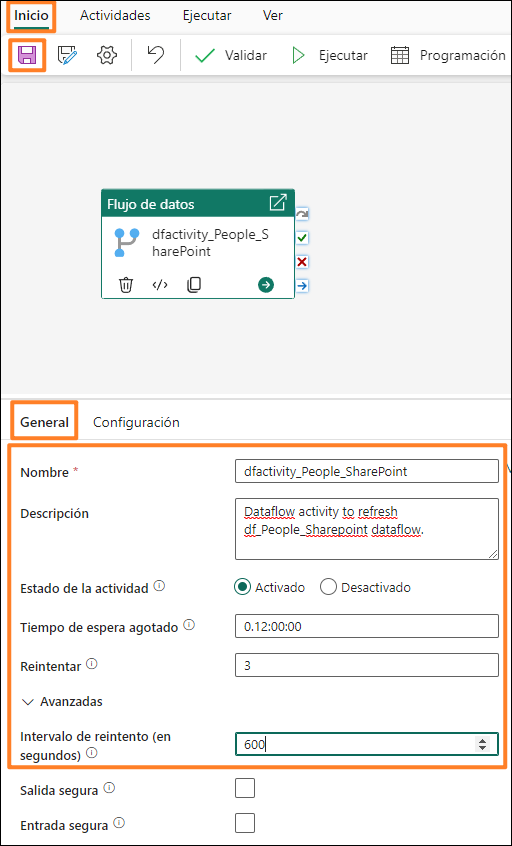 Inicio Actividades Ejecutar Ver
Validar Ejecutar Programación
Flujo de datos
dfactivity_People_S
harePoint
General Configuración
Nombre * dfactivity_People_SharePoint
Descripción Dataflow activity to refresh
df_People_Sharepoint dataflow.
Estado de la actividad Activado Desactivado
Tiempo de espera agotado 0.12:00:00
Reintentar 3
Avanzadas
Intervalo de reintento (en
segundos) 600
Salida segura
Entrada segura